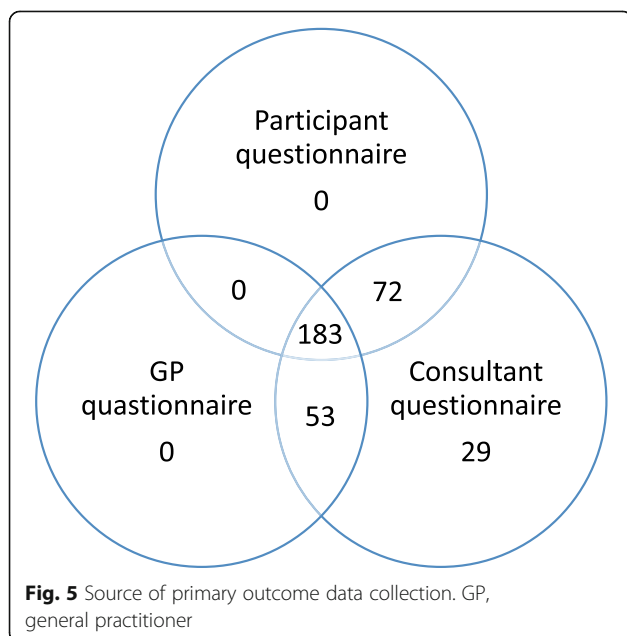 Participant
questionnaire
0
0
72
183
GP
quastionnaire
0
53
Consultant
questionnaire
29
Fig. 5 Source of primary outcome data collection. GP,
general practitioner